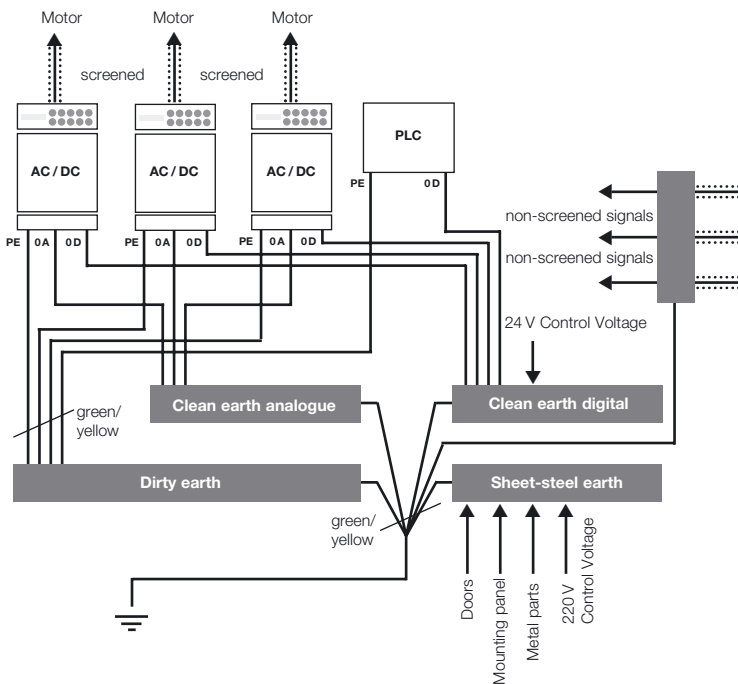 Motor
Motor
Motor
screened
screened
AC / DC
AC / DC
AC / DC
PLC
PE
0D
PE
0A
0D
PE
0A
0D
PE
0A
0D
non-screened signals
non-screened signals
24 V Control Voltage
Clean earth analogue
Clean earth digital
green/
yellow
Dirty earth
Sheet-steel earth
green/
yellow
Doors
Mounting panel
Metal parts
220 V
Control Voltage